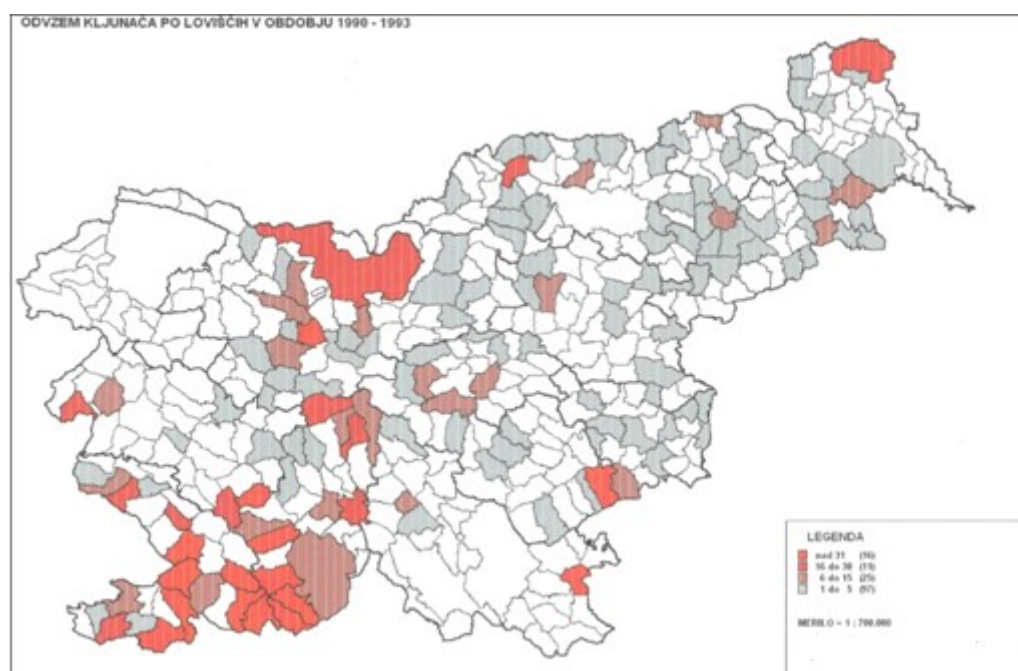 ODVZEM KLJUNAČA PO LOVIŠČIH V OBDOBJU 1990 - 1993
LEGENDA
nad 31 (16)
16 do 30 (19)
6 do 15 (25)
1 do 5 (97)
MERILO = 1 : 700.000